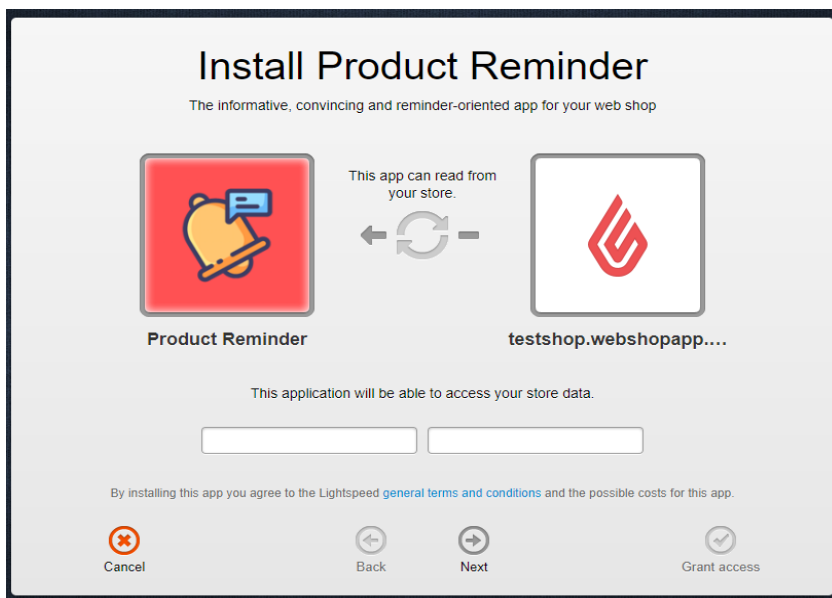 Install Product Reminder
The informative, convincing and reminder-oriented app for your web shop
This app can read from
your store.
Product Reminder
testshop.webshopapp....
This application will be able to access your store data.
By installing this app you agree to the Lightspeed general terms and conditions and the possible costs for this app.
Cancel
Back
Next
Grant access